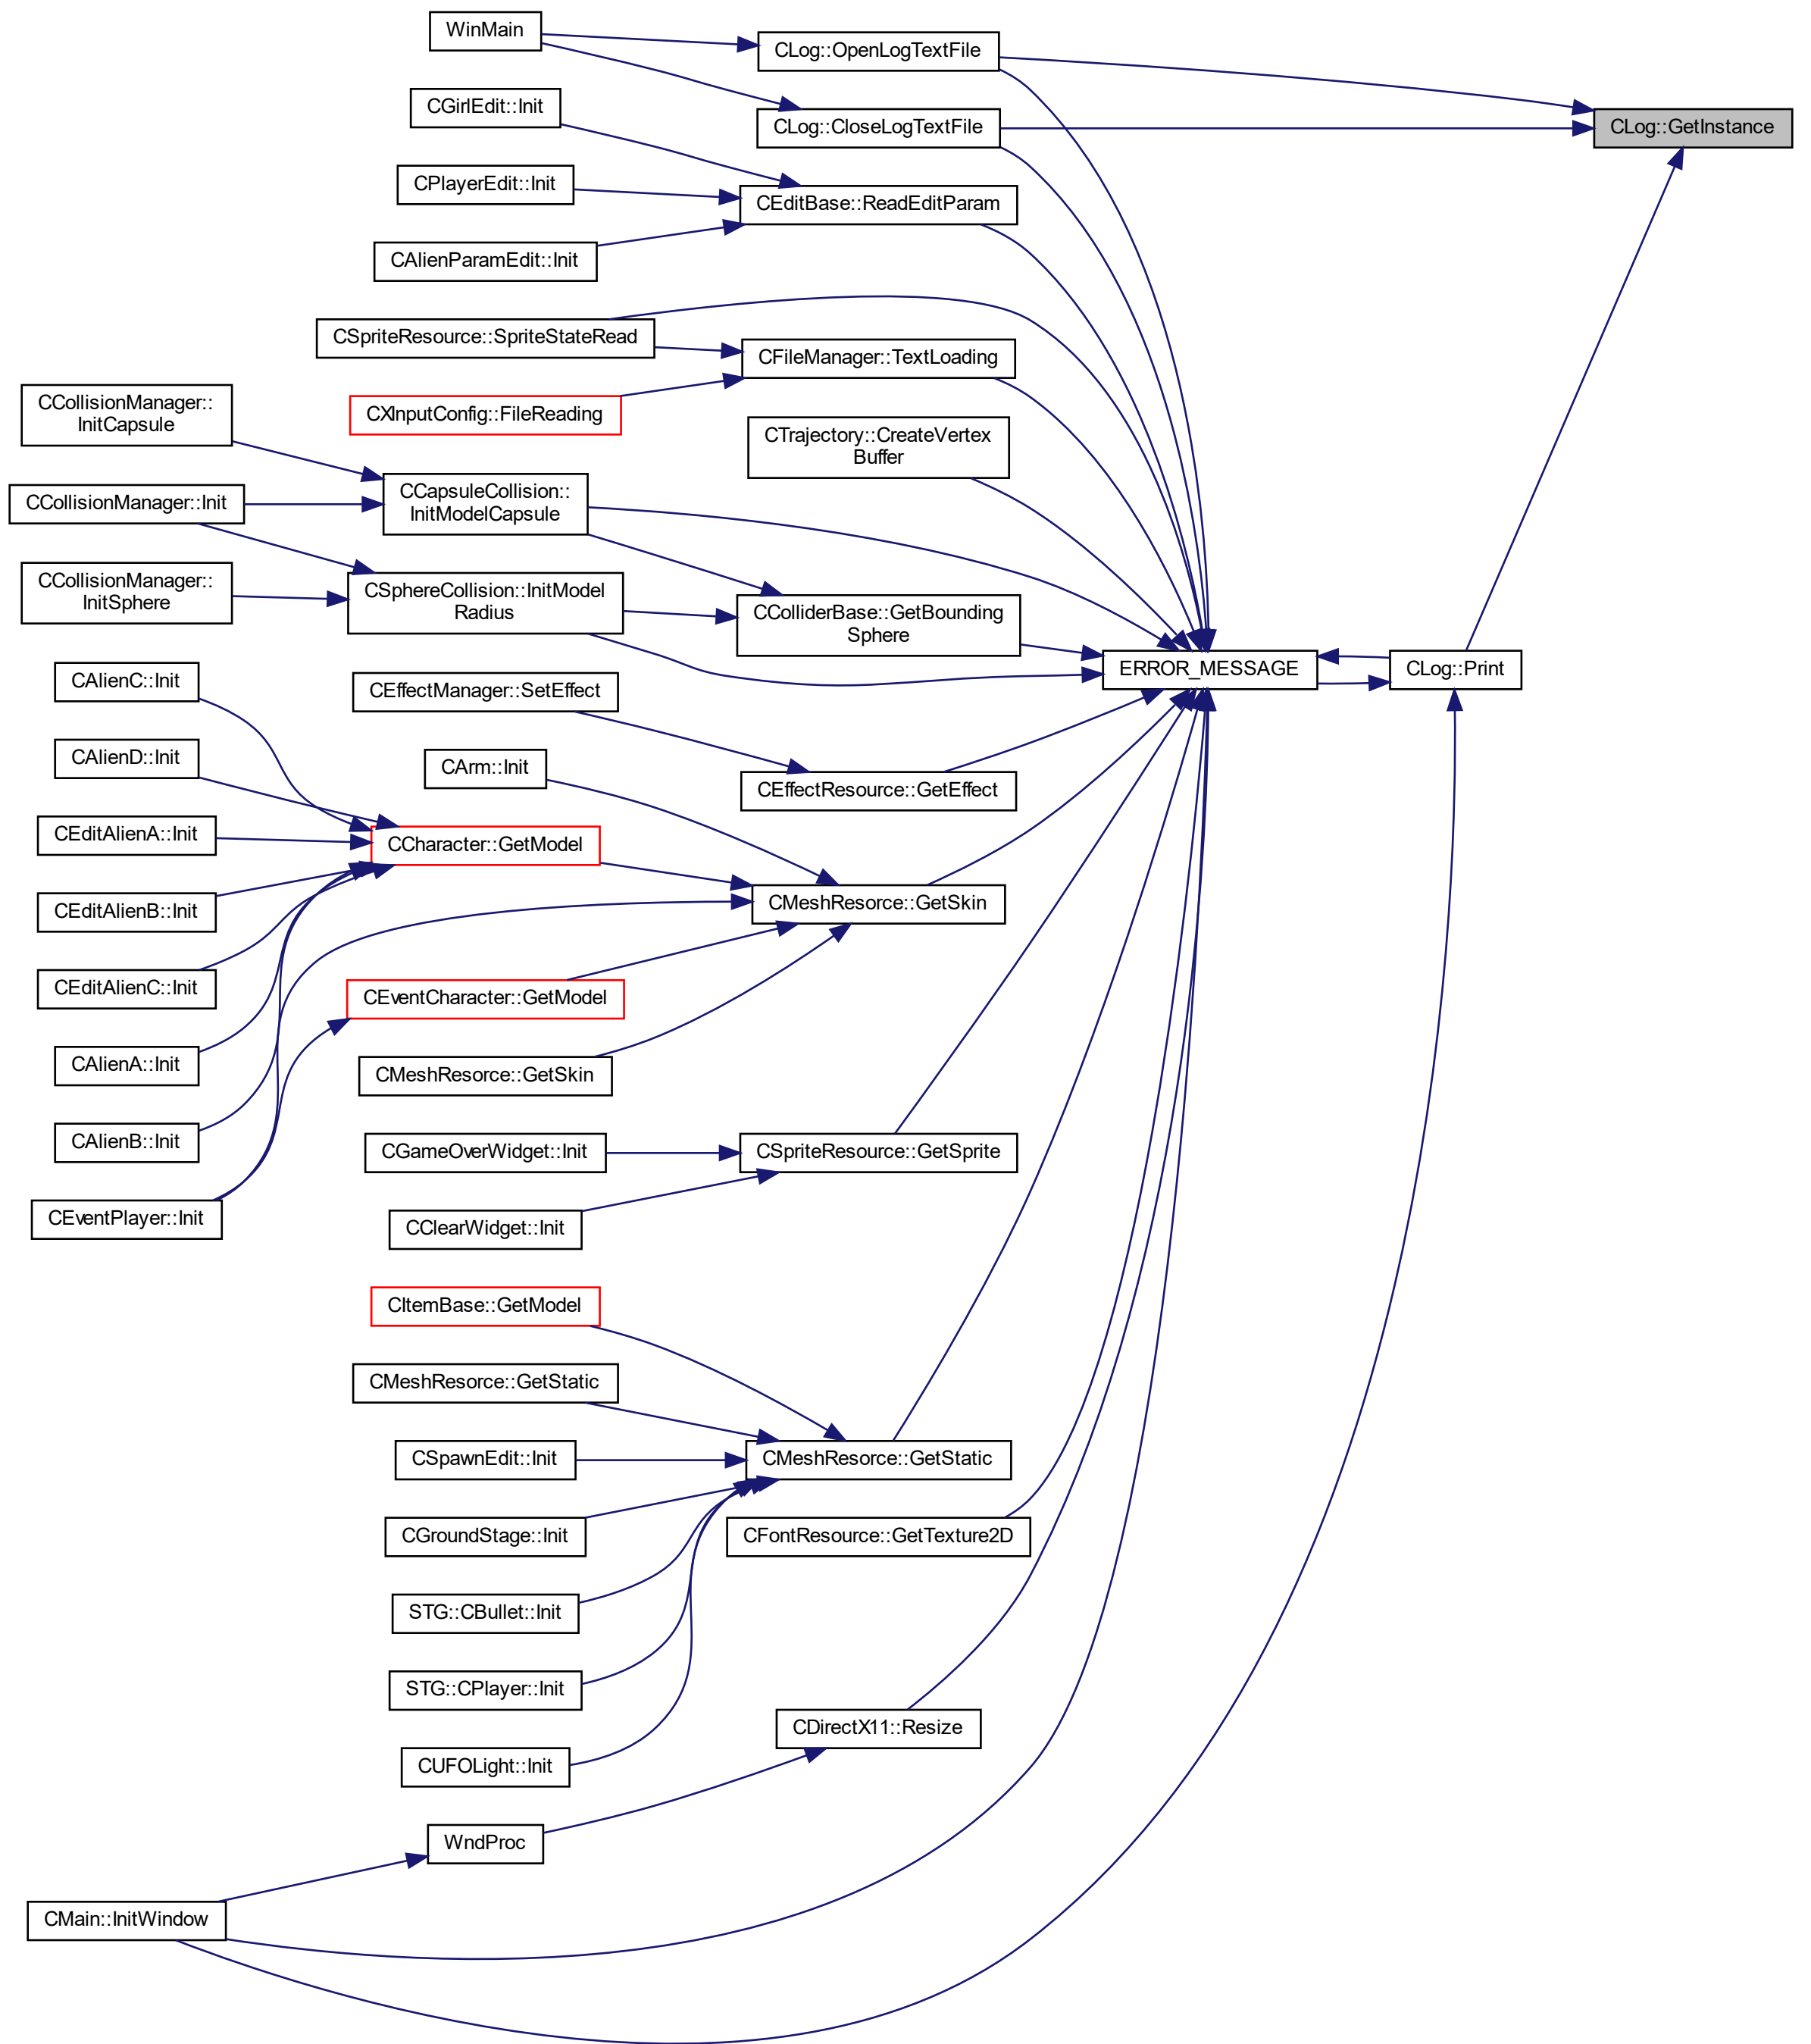 WinMain
CLog::OpenLogTextFile
CGirlEdit::Init
CLog::CloseLogTextFile
CLog::GetInstance
CPlayerEdit::Init
CEditBase::ReadEditParam
CAlienParamEdit::Init
CSpriteResource::SpriteStateRead
CFileManager::TextLoading
CXInputConfig::FileReading
CCollisionManager::
InitCapsule
CTrajectory::CreateVertex
Buffer
CCollisionManager::Init
CCapsuleCollision::
InitModelCapsule
CCollisionManager::
InitSphere
CSphereCollision::InitModel
Radius
CColliderBase::GetBounding
Sphere
ERROR_MESSAGE
CLog::Print
CAlienC::Init
CEffectManager::SetEffect
CAlienD::Init
CArm::Init
CEffectResource::GetEffect
CEditAlienA::Init
CCharacter::GetModel
CEditAlienB::Init
CMeshResorce::GetSkin
CEditAlienC::Init
CEventCharacter::GetModel
CAlienA::Init
CMeshResorce::GetSkin
CAlienB::Init
CGameOverWidget::Init
CSpriteResource::GetSprite
CEventPlayer::Init
CClearWidget::Init
CItemBase::GetModel
CMeshResorce::GetStatic
CSpawnEdit::Init
CMeshResorce::GetStatic
CGroundStage::Init
CFontResource::GetTexture2D
STG::CBullet::Init
STG::CPlayer::Init
CDirectX11::Resize
CUFOLight::Init
WndProc
CMain::InitWindow